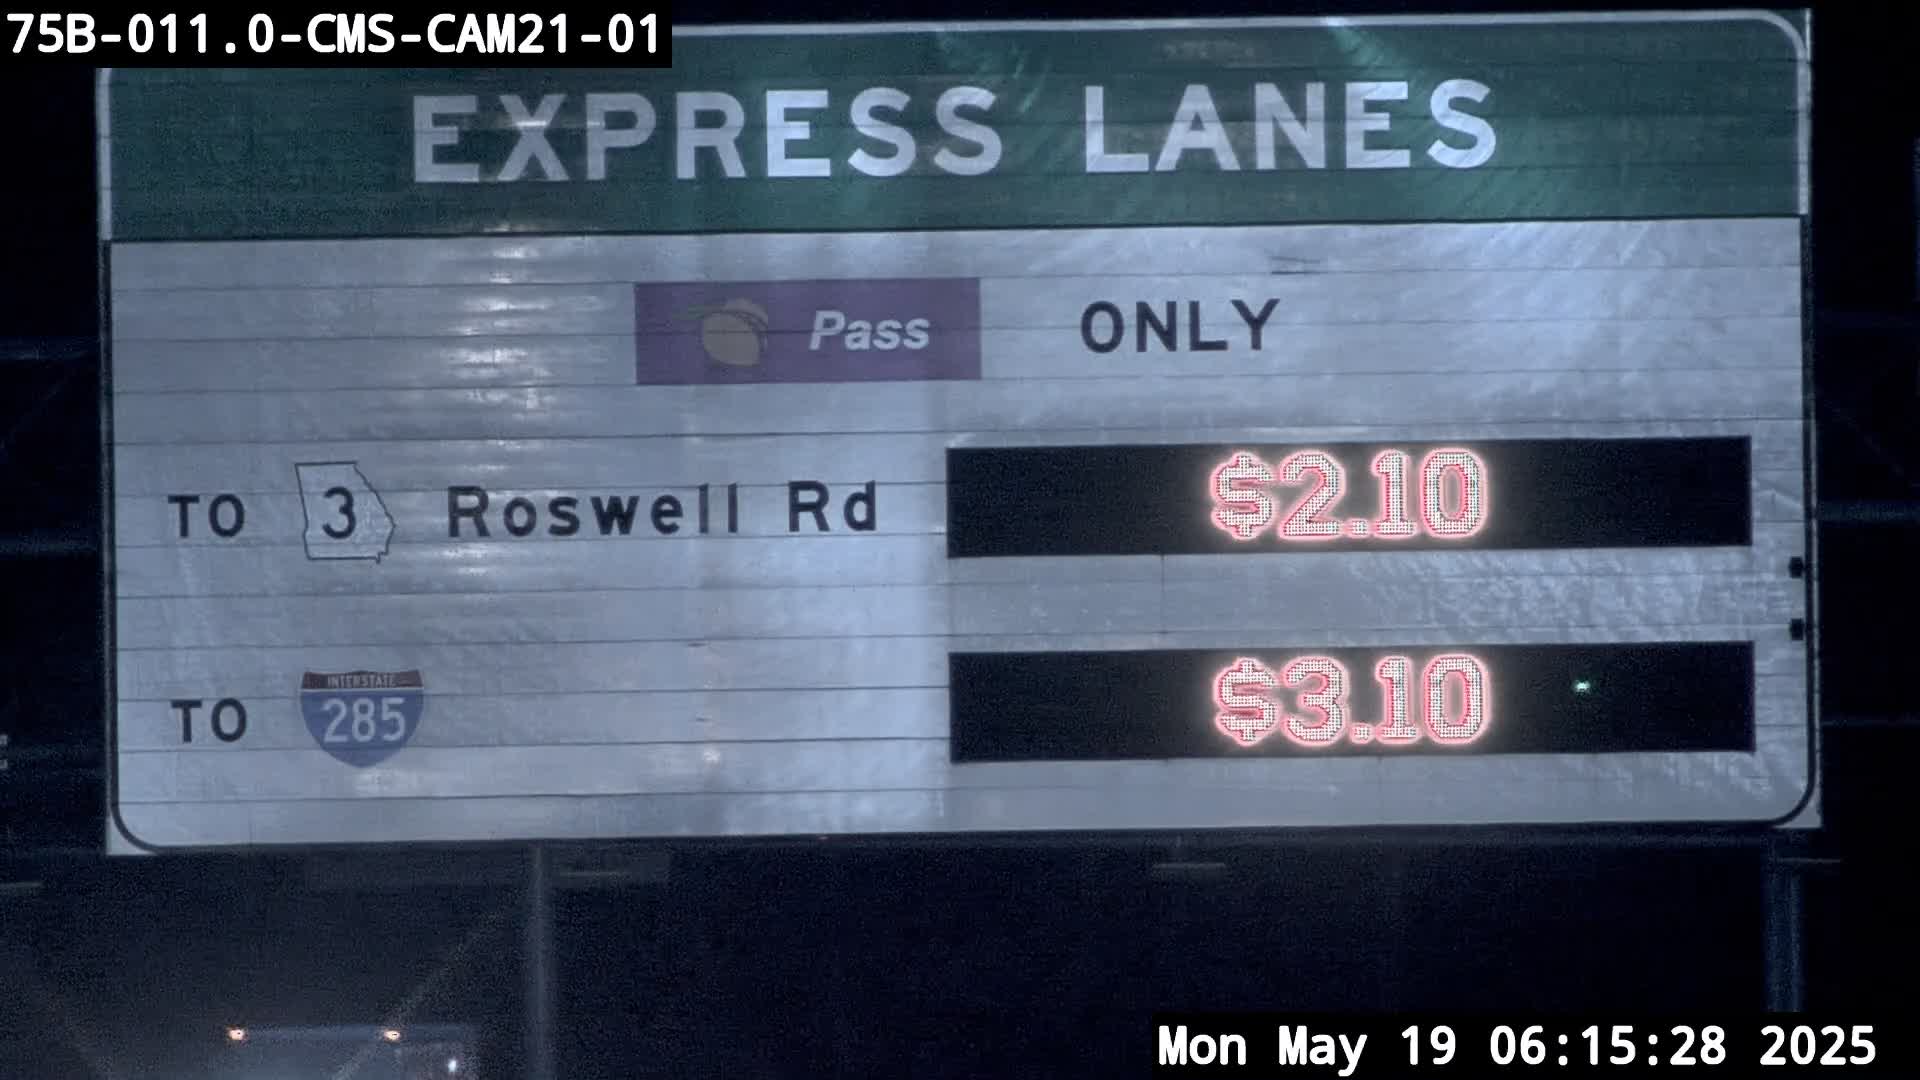 75B-011.0-CMS-CAM21-01
EXPRESS LANES
Pass ONLY
TO 3 Roswell Rd $2.10
TO INTERSTATE 285 $3.10
Mon May 19 06:15:28 2025